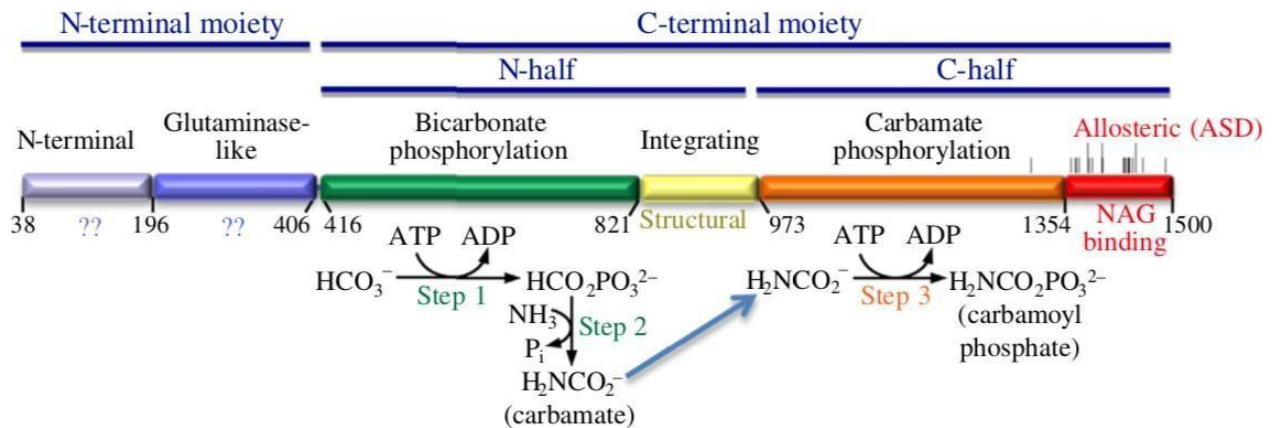 N-terminal moiety
C-terminal moiety
N-half
C-half
N-terminal
Glutaminase-
like
Bicarbonate
phosphorylation
Integrating
Carbamate
phosphorylation
Allosteric (ASD)
38 ?? 196 ?? 406 416 821 Structural 973 1354 NAG
binding 1500
ATP ADP
HCO₃⁻ Step 1 HCO₂PO₃²⁻
NH₃ Step 2
Pᵢ
H₂NCO₂⁻
(carbamate)
ATP ADP
H₂NCO₂⁻ Step 3 H₂NCO₂PO₃²⁻
(carbamoyl
phosphate)